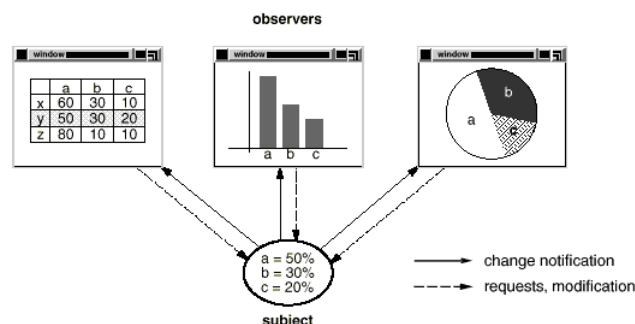 observers
window
window
window
a b c
x 60 30 10
y 50 30 20
z 80 10 10
a b c
a
b
c
a = 50%
b = 30%
c = 20%
subject
change notification
requests, modification